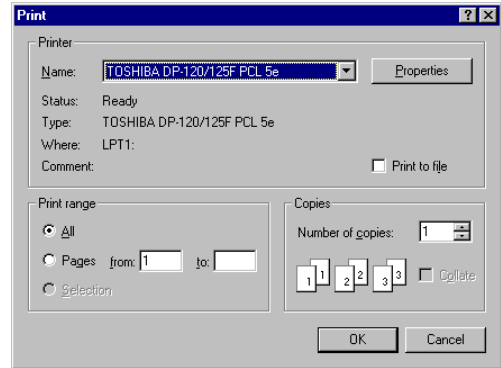 Print
Printer
Name: TOSHIBA DP-120/125F PCL 5e Properties
Status: Ready
Type: TOSHIBA DP-120/125F PCL 5e
Where: LPT1:
Comment: Print to file
Print range
All
Pages from: 1 to:
Selection
Copies
Number of copies: 1
1 1 2 2 3 3 Collate
OK Cancel